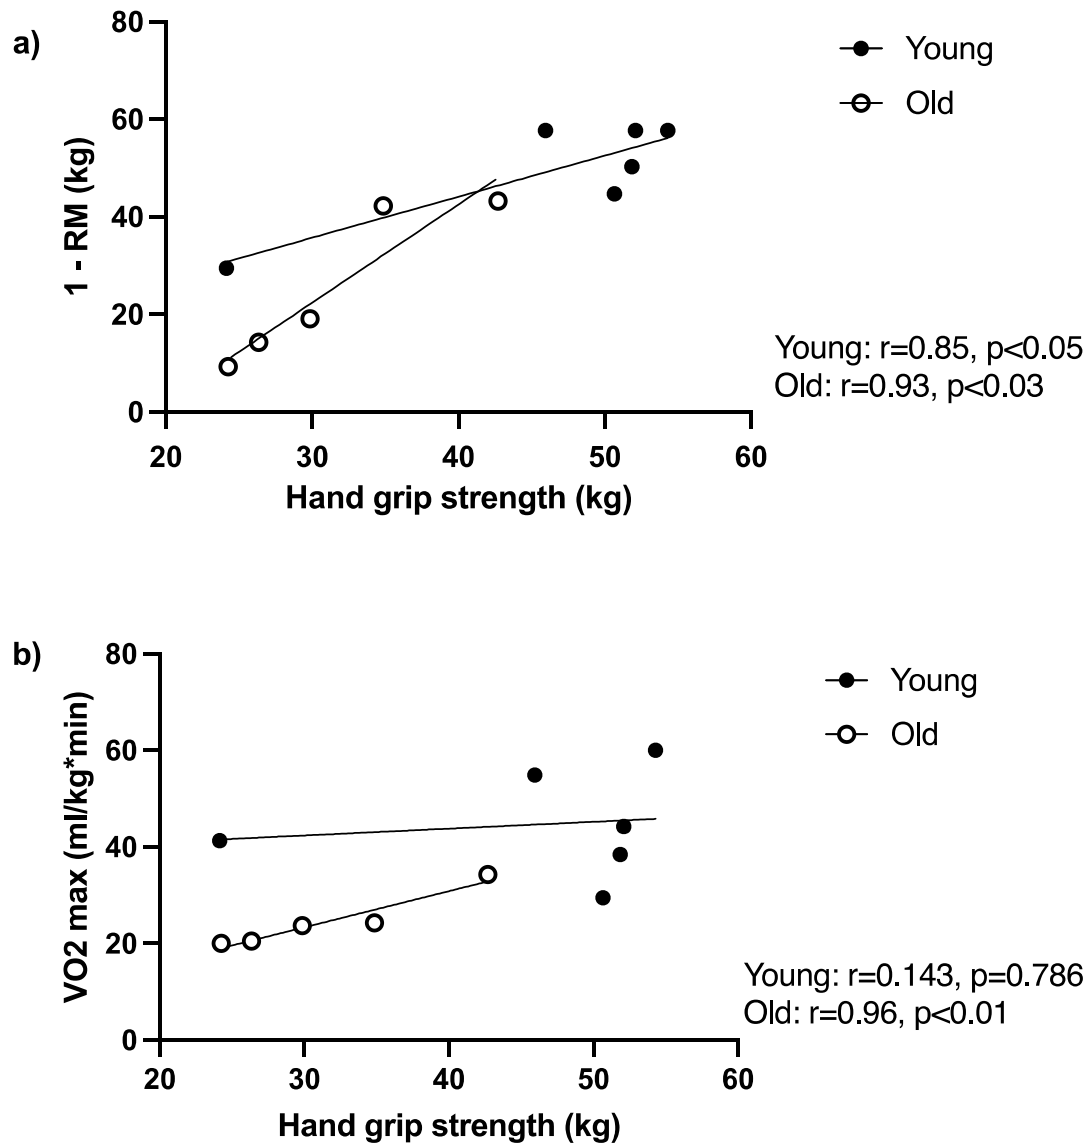 a)
80
60
40
20
0
1 - RM (kg)
20 30 40 50 60
Hand grip strength (kg)
Young
Old
Young: r=0.85, p<0.05
Old: r=0.93, p<0.03
b)
80
60
40
20
0
VO2 max (ml/kg*min)
20 30 40 50 60
Hand grip strength (kg)
Young
Old
Young: r=0.143, p=0.786
Old: r=0.96, p<0.01